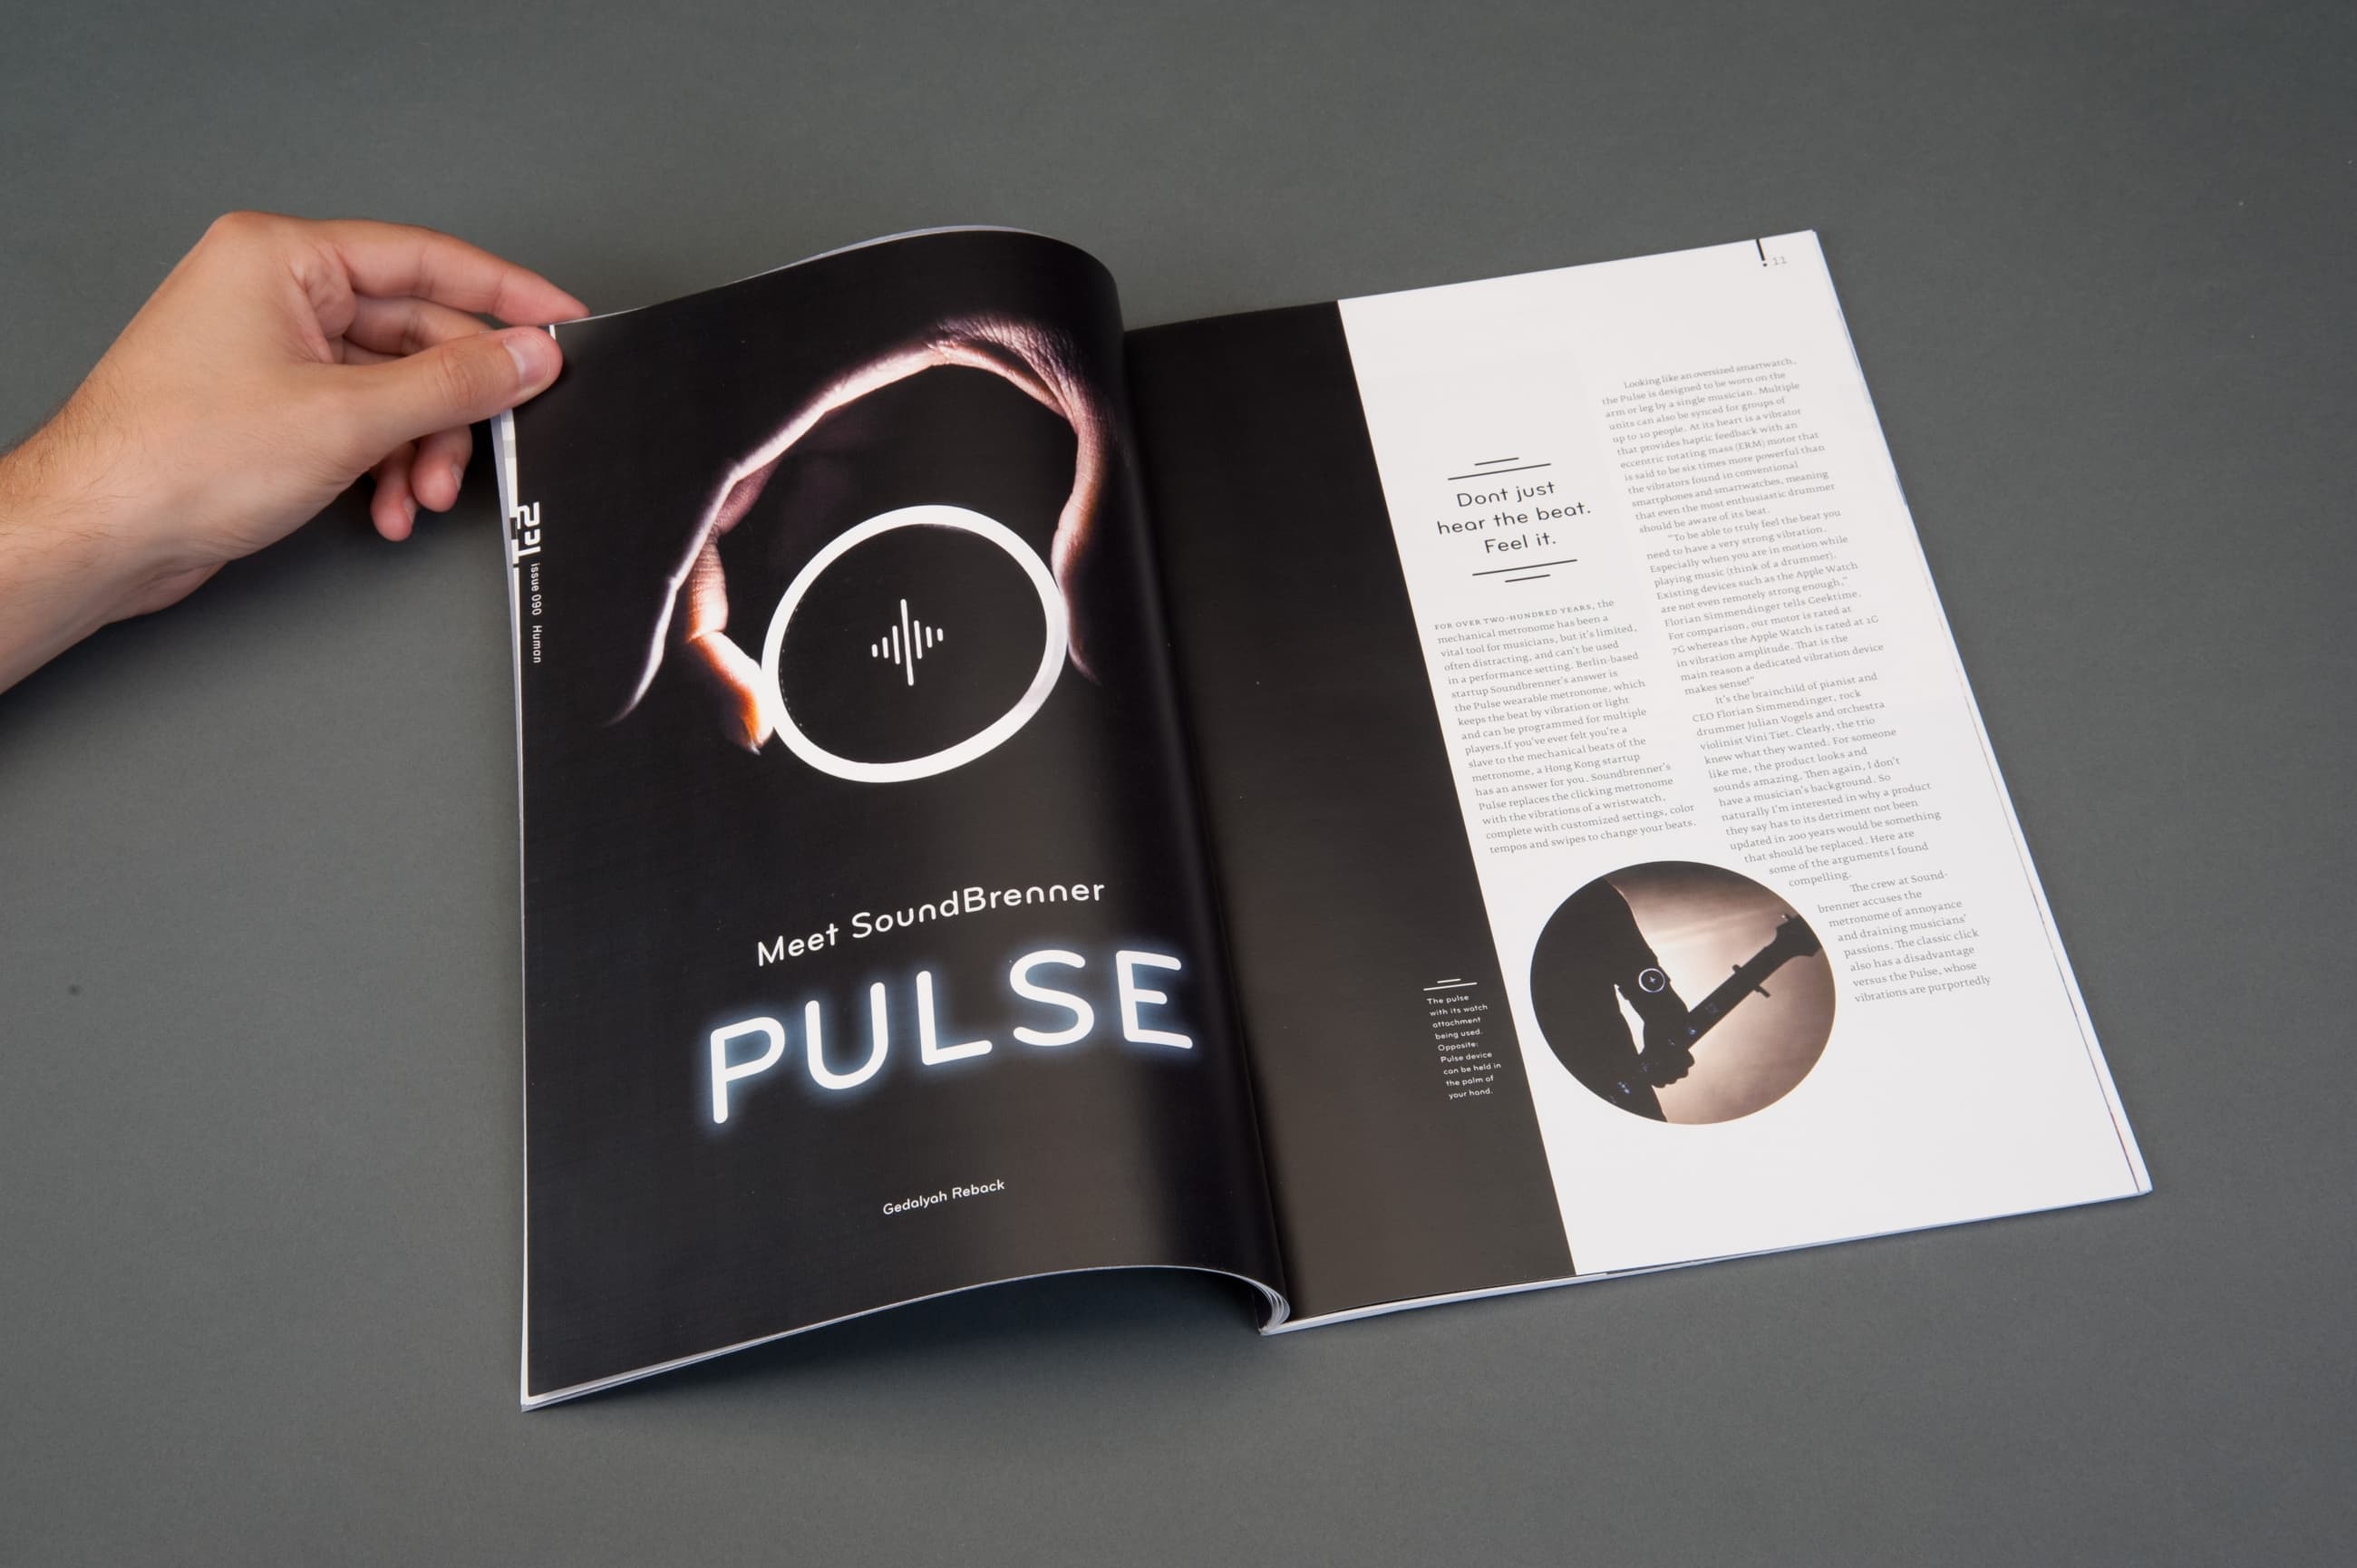 issue 090 Human
Meet SoundBrenner
PULSE
Gedalyah Reback
11
Dont just
hear the beat.
Feel it.
FOR OVER TWO-HUNDRED YEARS, the
mechanical metronome has been a
vital tool for musicians, but it's limited,
often distracting, and can't be used
in a performance setting. Berlin-based
startup Soundbrenner's answer is
the Pulse wearable metronome, which
keeps the beat by vibration or light
and can be programmed for multiple
players.If you've ever felt you're a
slave to the mechanical beats of the
metronome, a Hong Kong startup
has an answer for you. Soundbrenner's
Pulse replaces the clicking metronome
with the vibrations of a wristwatch,
complete with customized settings, color
tempos and swipes to change your beats.
Looking like an oversized smartwatch,
the Pulse is designed to be worn on the
arm or leg by a single musician. Multiple
units can also be synced for groups of
up to 10 people. At its heart is a vibrator
that provides haptic feedback with an
eccentric rotating mass (ERM) motor that
is said to be six times more powerful than
the vibrators found in conventional
smartphones and smartwatches, meaning
that even the most enthusiastic drummer
should be aware of its beat.
"To be able to truly feel the beat you
need to have a very strong vibration.
Especially when you are in motion while
playing music (think of a drummer).
Existing devices such as the Apple Watch
are not even remotely strong enough,"
Florian Simmendinger tells Geektime.
For comparison, our motor is rated at
7G whereas the Apple Watch is rated at 1G
in vibration amplitude. That is the
main reason a dedicated vibration device
makes sense!"
It's the brainchild of pianist and
CEO Florian Simmendinger, rock
drummer Julian Vogels and orchestra
violinist Vini Tiet. Clearly, the trio
knew what they wanted. For someone
like me, the product looks and
sounds amazing. Then again, I don't
have a musician's background. So
naturally I'm interested in why a product
they say has to its detriment not been
updated in 200 years would be something
that should be replaced. Here are
some of the arguments I found
compelling.
The crew at Sound-
brenner accuses the
metronome of annoyance
and draining musicians'
passions. The classic click
also has a disadvantage
versus the Pulse, whose
vibrations are purportedly
The pulse
with its watch
attachment
being used.
Opposite:
Pulse device
can be held in
the palm of
your hand.